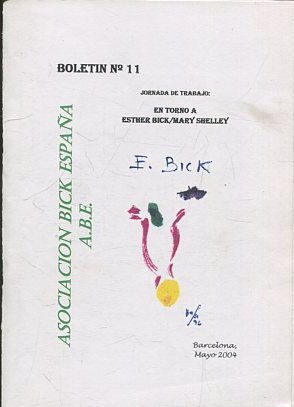 BOLETIN Nº 11
JORNADA DE TRABAJO:
EN TORNO A
ESTHER BICK/MARY SHELLEY
ASOCIACION BICK ESPAÑA
A.B.E.
E. BICK
Barcelona,
Mayo 2004